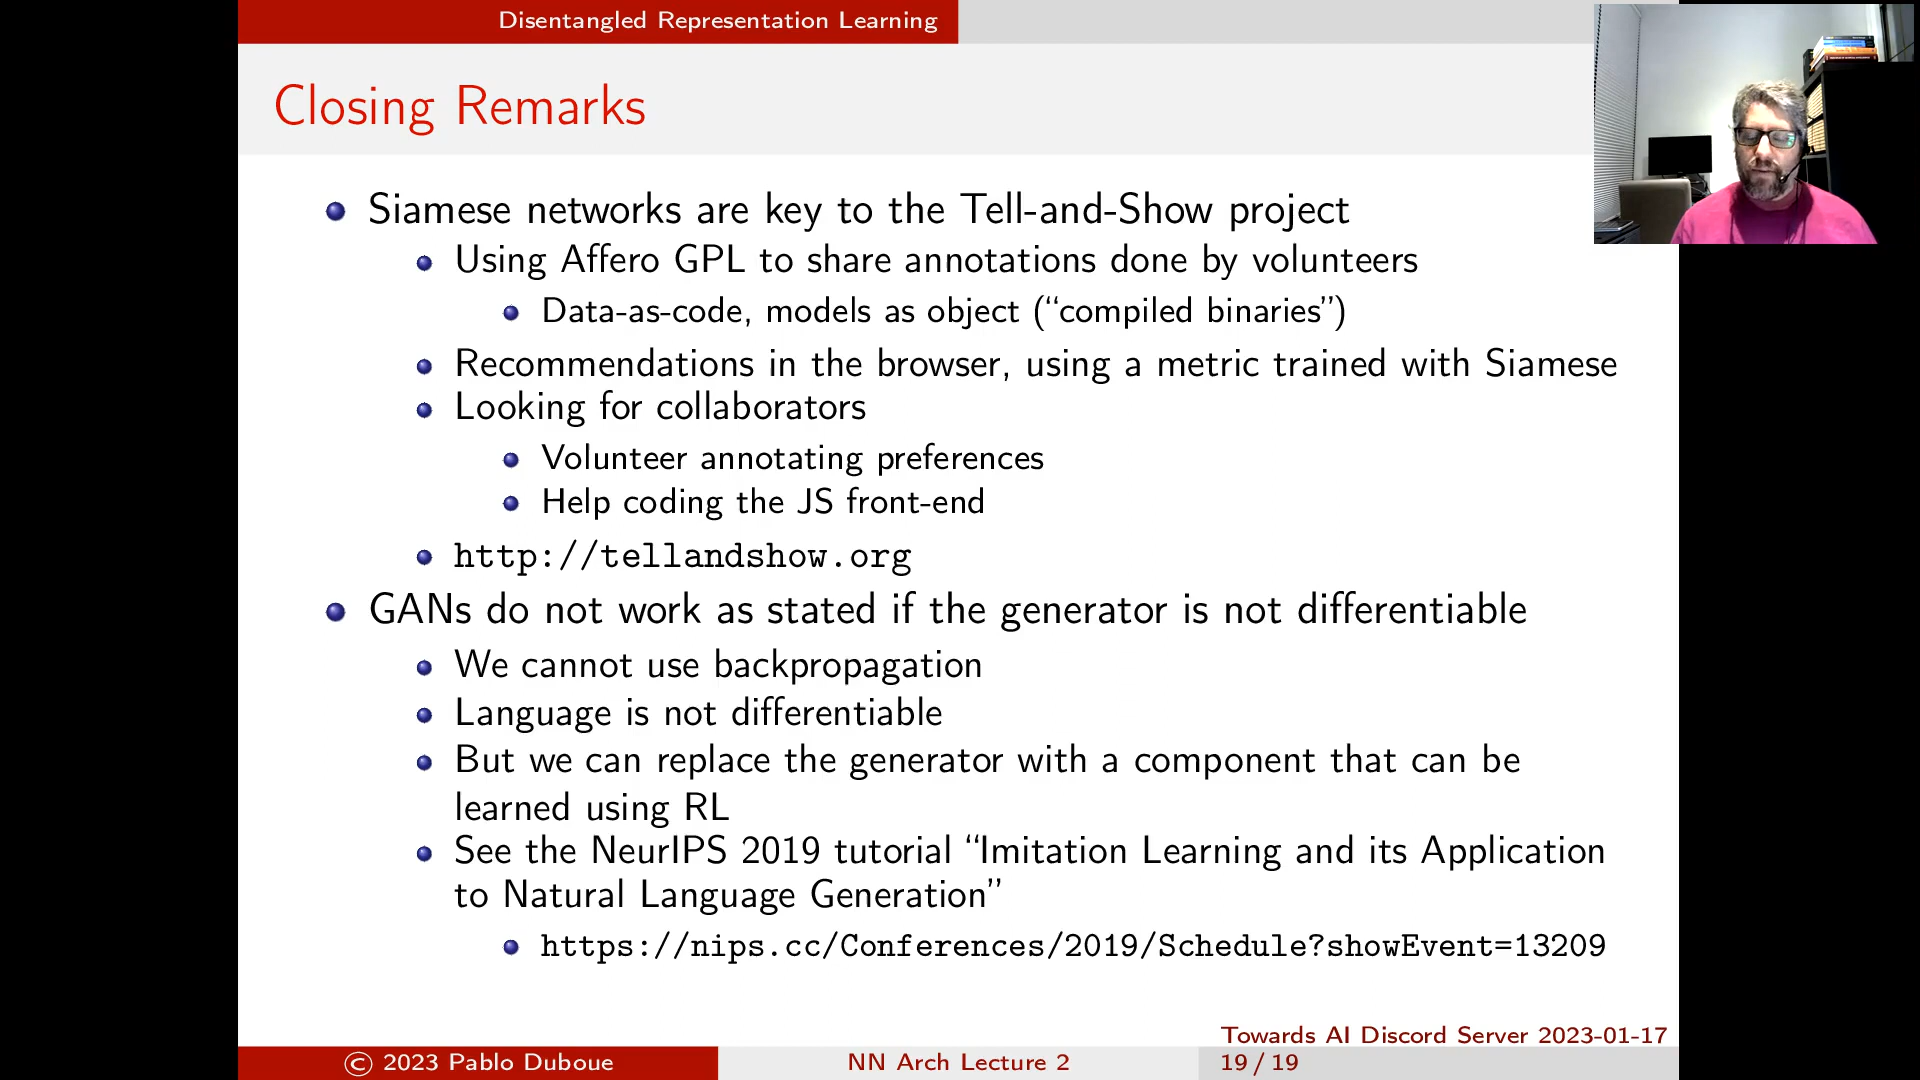 Disentangled Representation Learning
Closing Remarks
Siamese networks are key to the Tell-and-Show project
Using Affero GPL to share annotations done by volunteers
Data-as-code, models as object (“compiled binaries”)
Recommendations in the browser, using a metric trained with Siamese
Looking for collaborators
Volunteer annotating preferences
Help coding the JS front-end
http://tellandshow.org
GANs do not work as stated if the generator is not differentiable
We cannot use backpropagation
Language is not differentiable
But we can replace the generator with a component that can be
learned using RL
See the NeurIPS 2019 tutorial “Imitation Learning and its Application
to Natural Language Generation”
https://nips.cc/Conferences/2019/Schedule?showEvent=13209
Towards AI Discord Server 2023-01-17
© 2023 Pablo Duboue
NN Arch Lecture 2
19 / 19